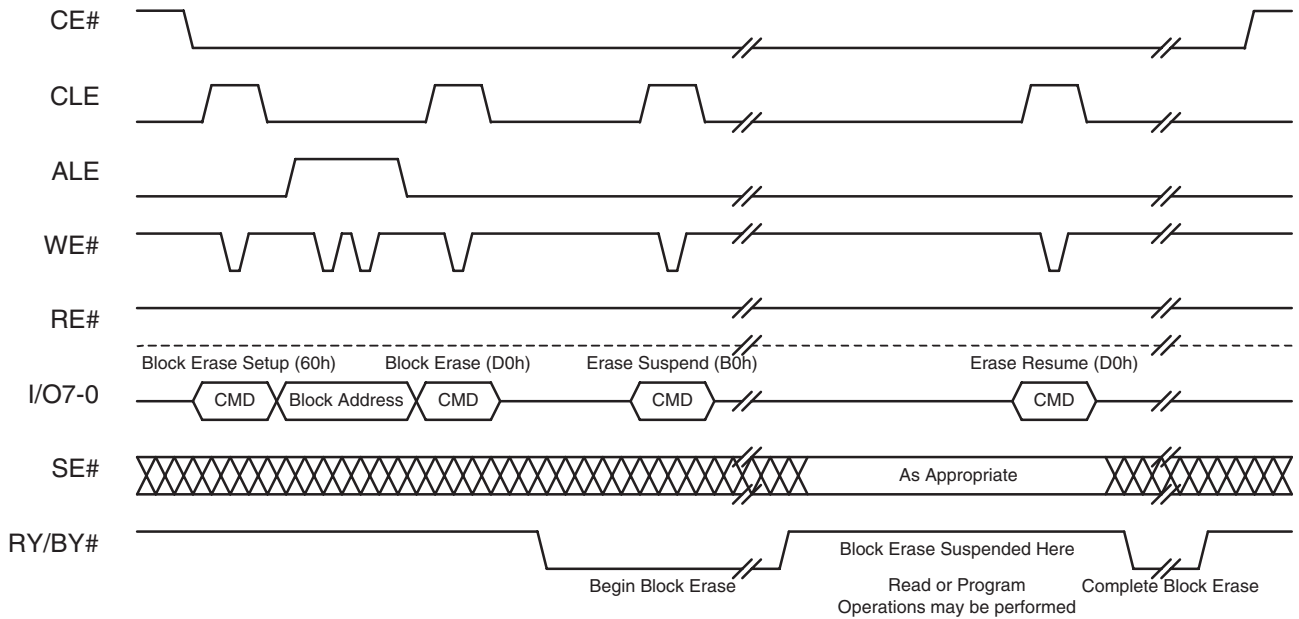 CE#
CLE
ALE
WE#
RE#
Block Erase Setup (60h) Block Erase (D0h) Erase Suspend (B0h) Erase Resume (D0h)
I/O7-0 CMD Block Address CMD CMD CMD
SE# As Appropriate
RY/BY# Block Erase Suspended Here
Begin Block Erase Read or Program Complete Block Erase
Operations may be performed